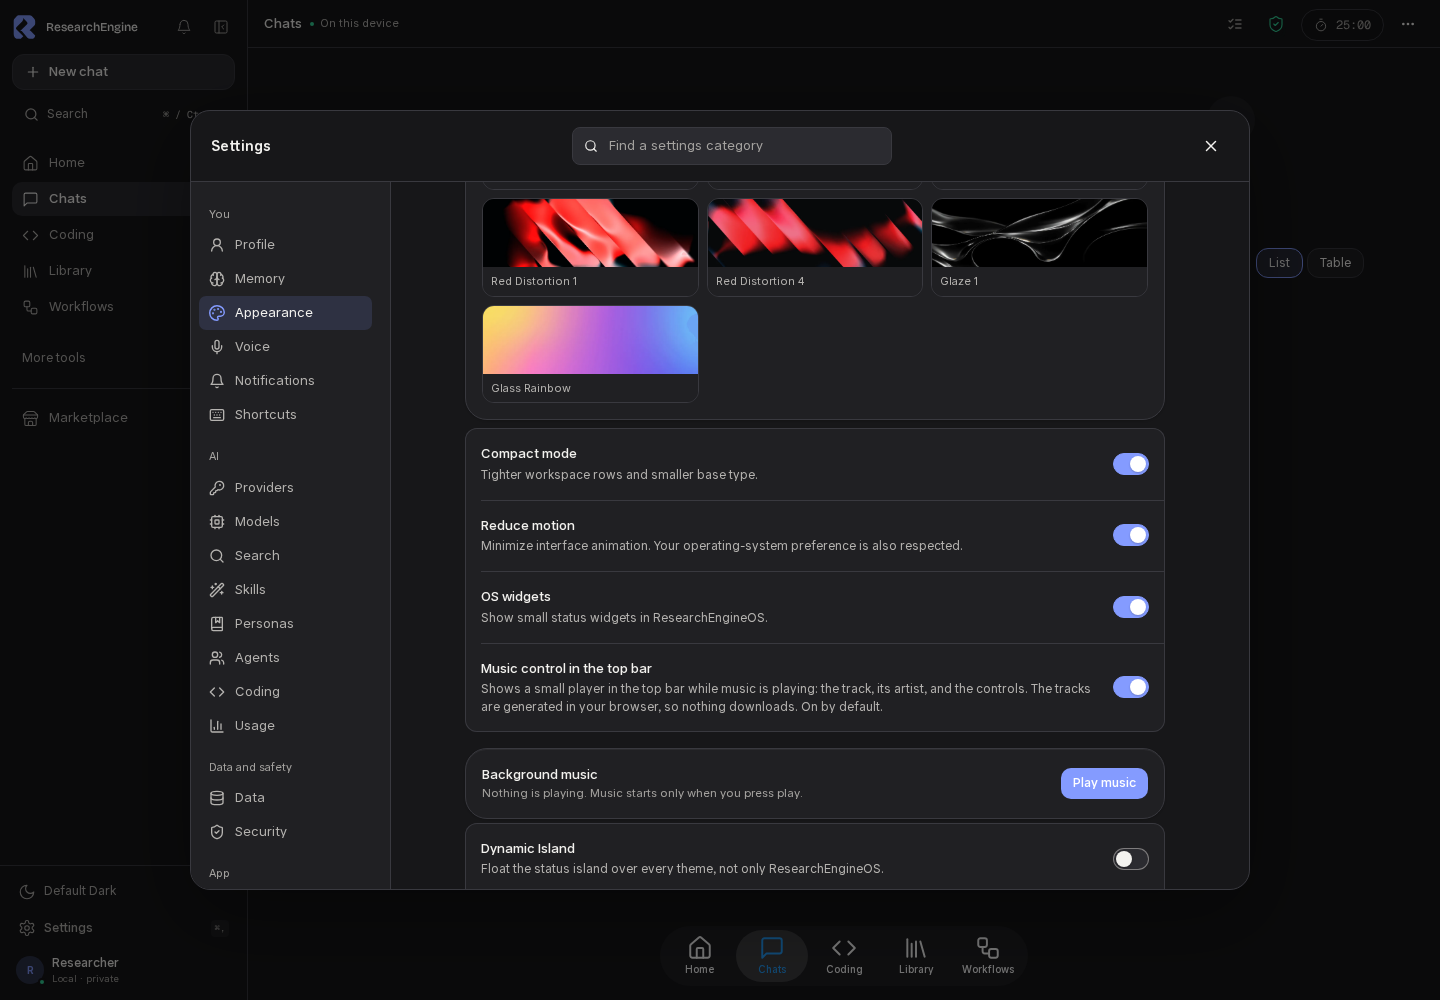 ResearchEngine
Chats
On this device
25:00
New chat
Search
⌘ / Ct
Home
Chats
Coding
Library
Workflows
More tools
Marketplace
Default Dark
Settings
⌘,
R
Researcher
Local · private
Settings
Find a settings category
You
Profile
Memory
Appearance
Voice
Notifications
Shortcuts
AI
Providers
Models
Search
Skills
Personas
Agents
Coding
Usage
Data and safety
Data
Security
App
Red Distortion 1
Red Distortion 4
Glaze 1
Glass Rainbow
Compact mode
Tighter workspace rows and smaller base type.
Reduce motion
Minimize interface animation. Your operating-system preference is also respected.
OS widgets
Show small status widgets in ResearchEngineOS.
Music control in the top bar
Shows a small player in the top bar while music is playing: the track, its artist, and the controls. The tracks
are generated in your browser, so nothing downloads. On by default.
Background music
Nothing is playing. Music starts only when you press play.
Play music
Dynamic Island
Float the status island over every theme, not only ResearchEngineOS.
List
Table
Home
Chats
Coding
Library
Workflows